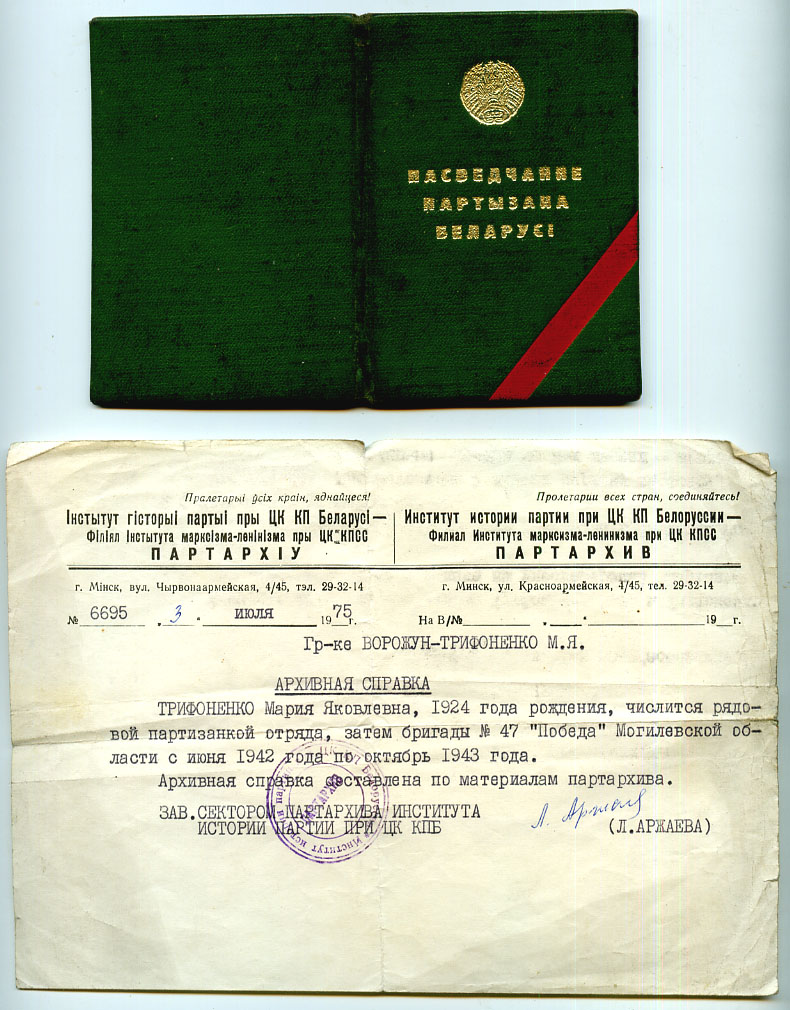 ПАСВЕДЧАННЕ
ПАРТЫЗАНА
БЕЛАРУСІ
Пралетарыі ўсіх краін, яднайцеся!
Інстытут гісторыі партыі пры ЦК КП Беларусі—
Філіял Інстытута марксізма-ленінізма пры ЦК КПСС
ПАРТАРХІУ
г. Мінск, вул. Чырвонаармейская, 4/45, тэл. 29-32-14
№ 6695 „3“ июля 1975г.
Пролетарии всех стран, соединяйтесь!
Институт истории партии при ЦК КП Белоруссии—
Филиал Института марксизма-ленинизма при ЦК КПСС
ПАРТАРХИВ
г. Минск, ул. Красноармейская, 4/45, тел. 29-32-14
На В/№ „ “ 19 г.
Гр-ке ВОРОЖУН-ТРИФОНЕНКО М.Я.
АРХИВНАЯ СПРАВКА
ТРИФОНЕНКО Мария Яковлевна, 1924 года рождения, числится рядо-
вой партизанкой отряда, затем бригады № 47 "Победа" Могилевской об-
ласти с июня 1942 года по октябрь 1943 года.
Архивная справка составлена по материалам партархива.
ЗАВ.СЕКТОРОМ ПАРТАРХИВА ИНСТИТУТА
ИСТОРИИ ПАРТИИ ПРИ ЦК КПБ
(Л.АРЖАЕВА)
ПАРТАРХИВ